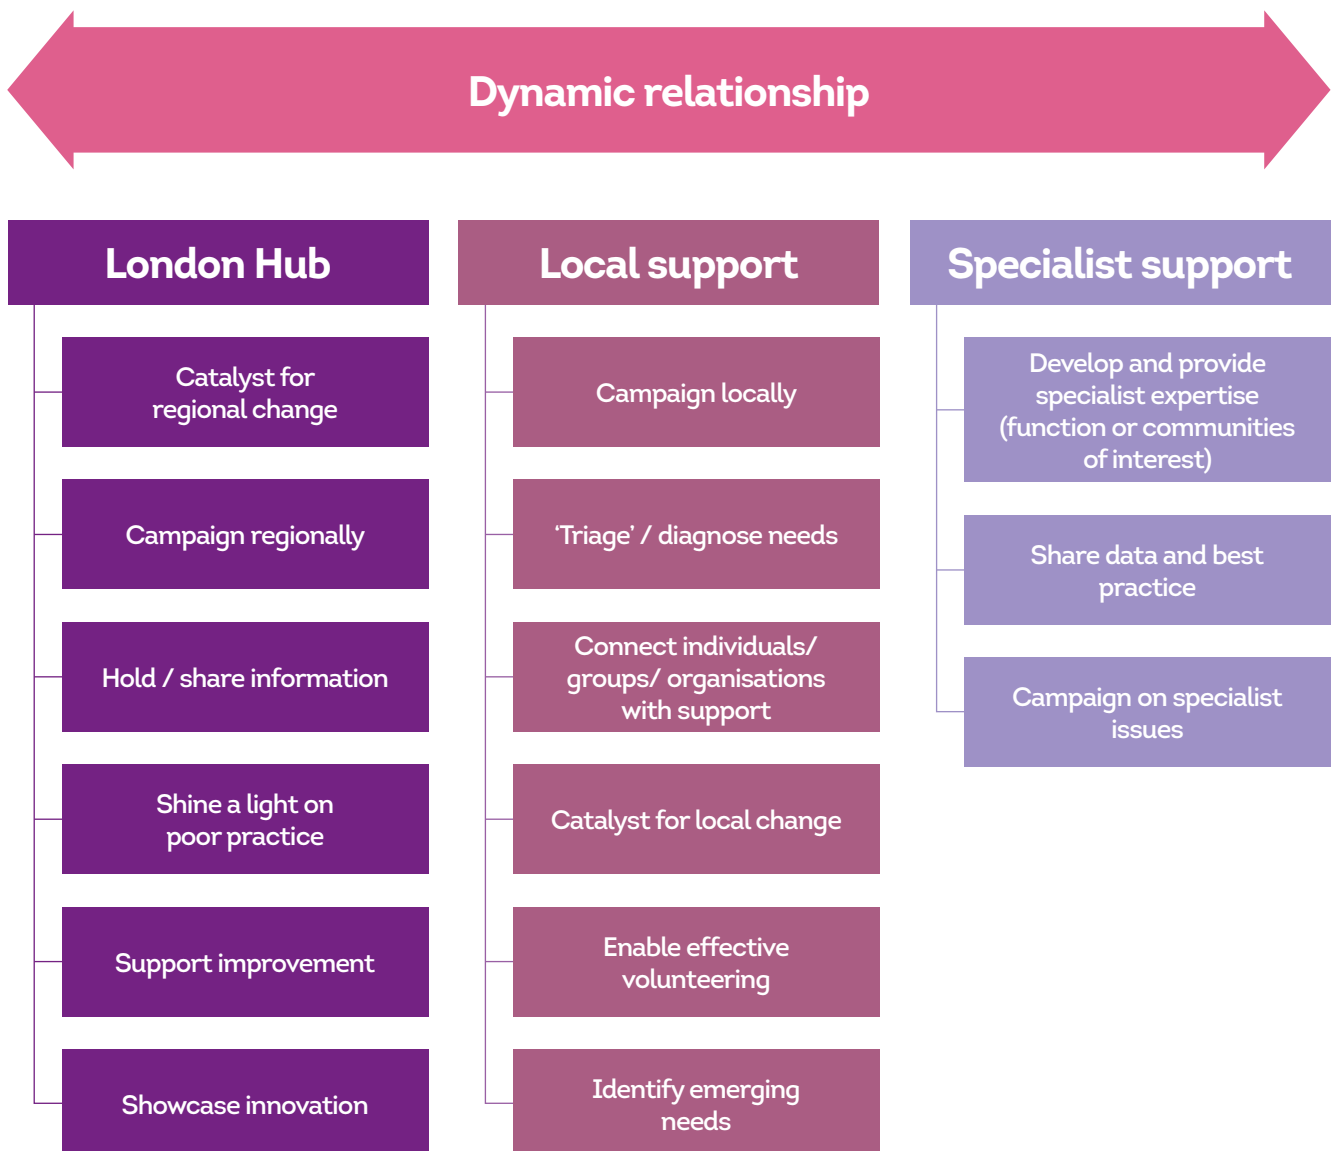 Dynamic relationship
London Hub
Catalyst for
regional change
Campaign regionally
Hold / share information
Shine a light on
poor practice
Support improvement
Showcase innovation
Local support
Campaign locally
‘Triage’ / diagnose needs
Connect individuals/
groups/ organisations
with support
Catalyst for local change
Enable effective
volunteering
Identify emerging
needs
Specialist support
Develop and provide
specialist expertise
(function or communities
of interest)
Share data and best
practice
Campaign on specialist
issues